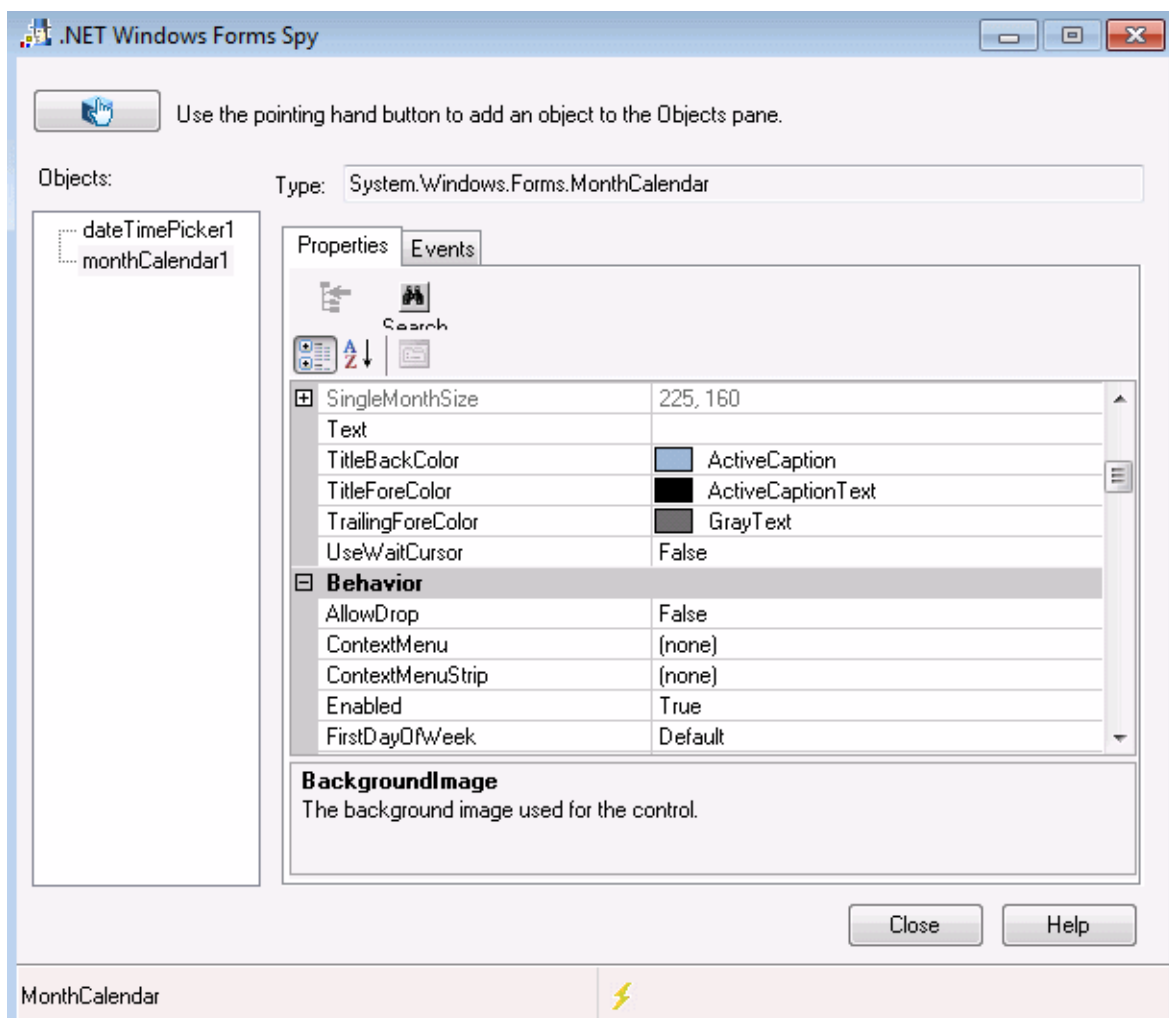 .NET Windows Forms Spy
Use the pointing hand button to add an object to the Objects pane.
Objects:
Type: System.Windows.Forms.MonthCalendar
dateTimePicker1
monthCalendar1
Properties Events
Search
SingleMonthSize 225, 160
Text
TitleBackColor ActiveCaption
TitleForeColor ActiveCaptionText
TrailingForeColor GrayText
UseWaitCursor False
Behavior
AllowDrop False
ContextMenu (none)
ContextMenuStrip (none)
Enabled True
FirstDayOfWeek Default
BackgroundImage
The background image used for the control.
Close Help
MonthCalendar